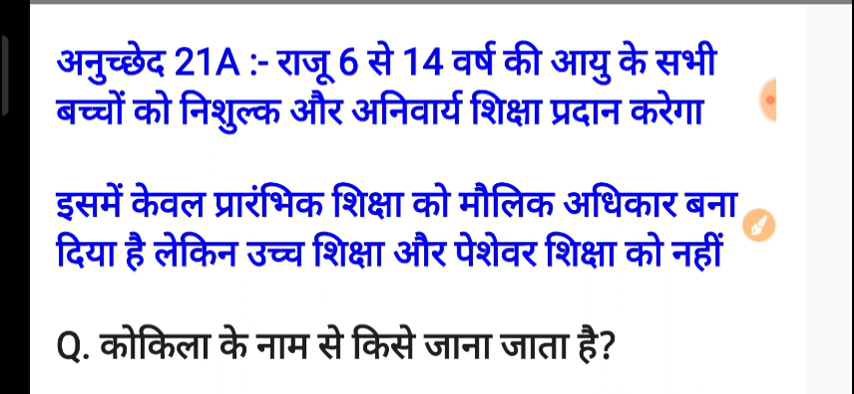 अनुच्छेद 21A :- राजू 6 से 14 वर्ष की आयु के सभी
बच्चों को निशुल्क और अनिवार्य शिक्षा प्रदान करेगा
इसमें केवल प्रारंभिक शिक्षा को मौलिक अधिकार बना
दिया है लेकिन उच्च शिक्षा और पेशेवर शिक्षा को नहीं
Q. कोकिला के नाम से किसे जाना जाता है?